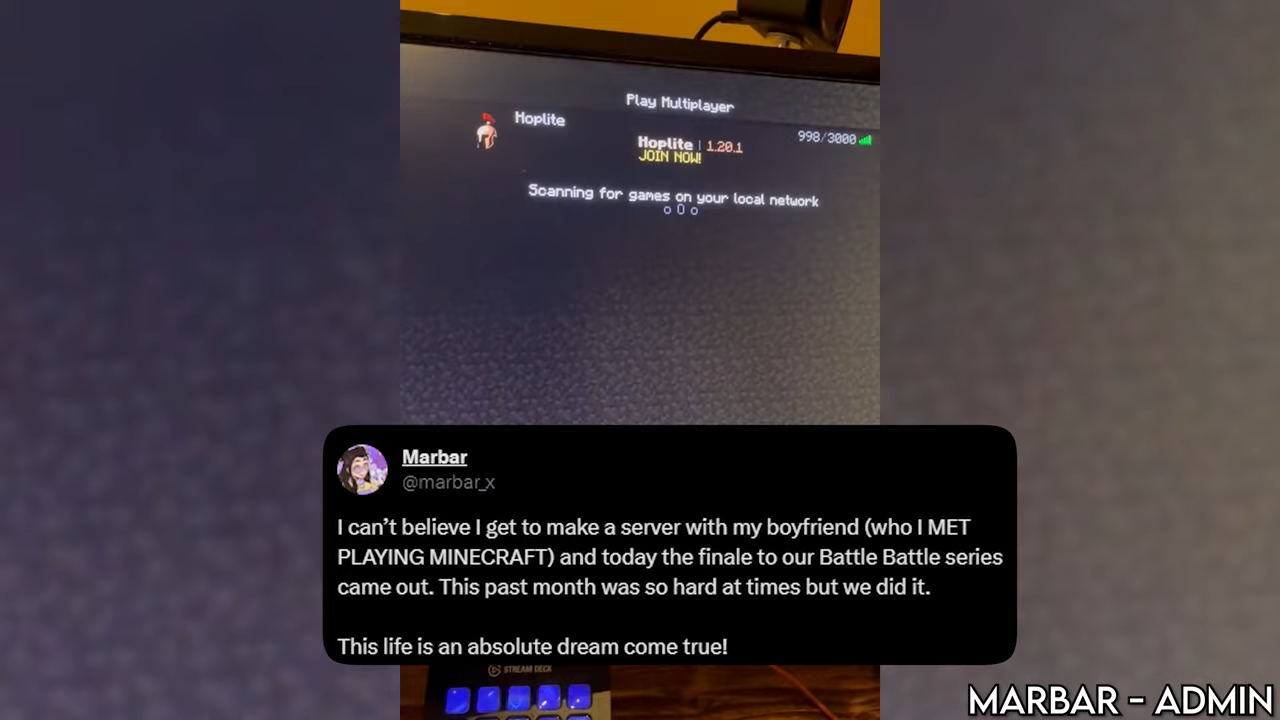 Play Multiplayer
Hoplite
998/3000
Hoplite | 1.20.1
JOIN NOW!
Scanning for games on your local network
o O o
Marbar
@marbar_x
I can’t believe I get to make a server with my boyfriend (who I MET
PLAYING MINECRAFT) and today the finale to our Battle Battle series
came out. This past month was so hard at times but we did it.
This life is an absolute dream come true!
STREAM DECK
MARBAR - ADMIN